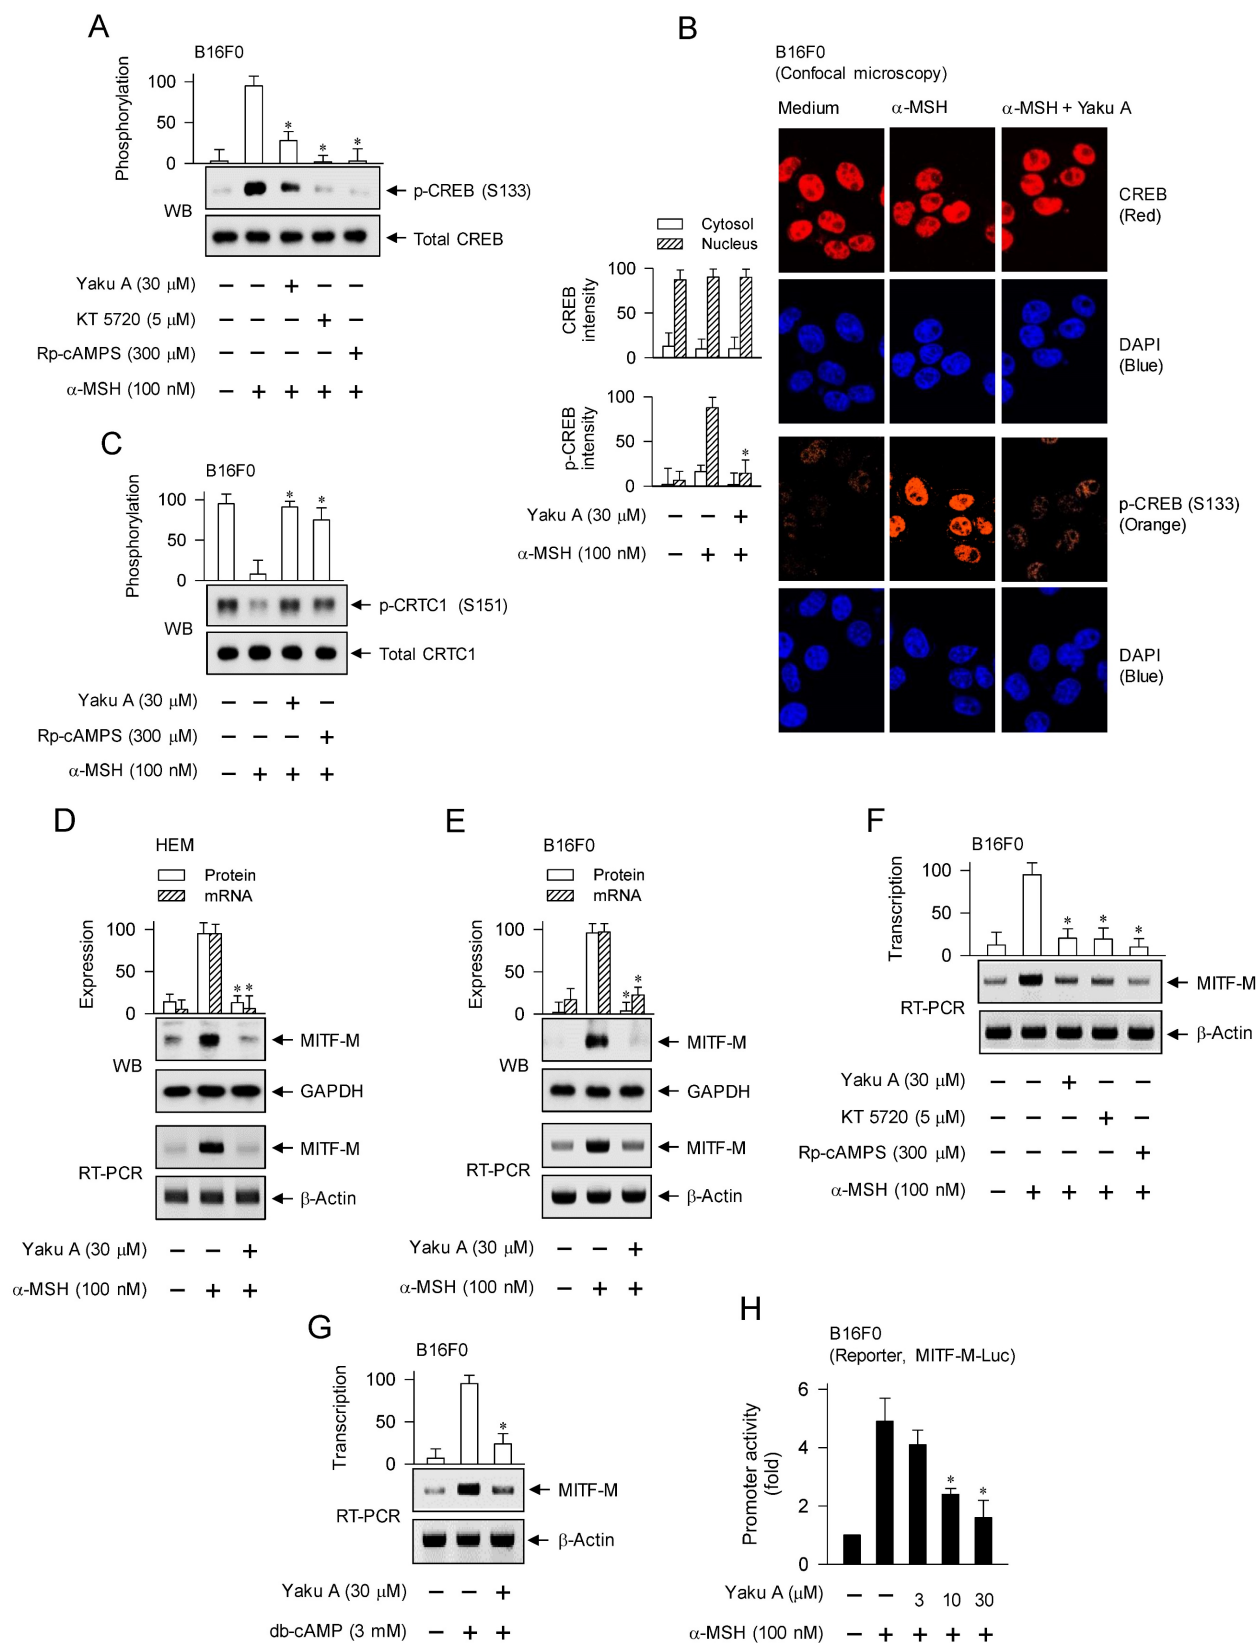 A
B16F0
Phosphorylation
100
50
0
* * *
p-CREB (S133)
WB
Total CREB
Yaku A (30 μM) − − + − −
KT 5720 (5 μM) − − − + −
Rp-cAMPS (300 μM) − − − − +
α-MSH (100 nM) − + + + +
B
B16F0
(Confocal microscopy)
Medium α-MSH α-MSH + Yaku A
CREB
(Red)
DAPI
(Blue)
p-CREB (S133)
(Orange)
DAPI
(Blue)
Cytosol
Nucleus
CREB
intensity
100
50
0
p-CREB
intensity
100
50
0
*
Yaku A (30 μM) − − +
α-MSH (100 nM) − + +
C
B16F0
Phosphorylation
100
50
0
* *
p-CRTC1 (S151)
WB
Total CRTC1
Yaku A (30 μM) − − + −
Rp-cAMPS (300 μM) − − − +
α-MSH (100 nM) − + + +
D
HEM
Protein
mRNA
Expression
100
50
0
* *
MITF-M
WB
GAPDH
MITF-M
RT-PCR
β-Actin
Yaku A (30 μM) − − +
α-MSH (100 nM) − + +
E
B16F0
Protein
mRNA
Expression
100
50
0
* *
MITF-M
WB
GAPDH
MITF-M
RT-PCR
β-Actin
Yaku A (30 μM) − − +
α-MSH (100 nM) − + +
F
B16F0
Transcription
100
50
0
* * *
MITF-M
RT-PCR
β-Actin
Yaku A (30 μM) − − + − −
KT 5720 (5 μM) − − − + −
Rp-cAMPS (300 μM) − − − − +
α-MSH (100 nM) − + + + +
G
B16F0
Transcription
100
50
0
*
MITF-M
RT-PCR
β-Actin
Yaku A (30 μM) − − +
db-cAMP (3 mM) − + +
H
B16F0
(Reporter, MITF-M-Luc)
Promoter activity
(fold)
6
4
2
0
* *
Yaku A (μM) − − 3 10 30
α-MSH (100 nM) − + + + +